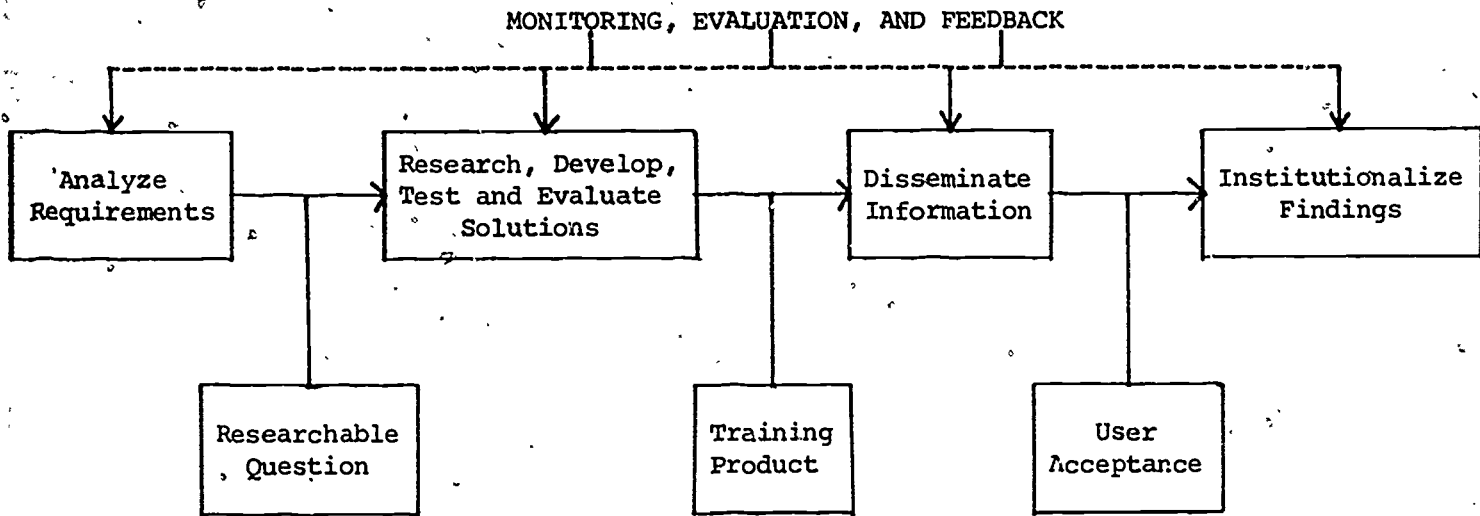 MONITORING, EVALUATION, AND FEEDBACK
Analyze
Requirements
Research, Develop,
Test and Evaluate
Solutions
Disseminate
Information
Institutionalize
Findings
Researchable
Question
Training
Product
User
Acceptance